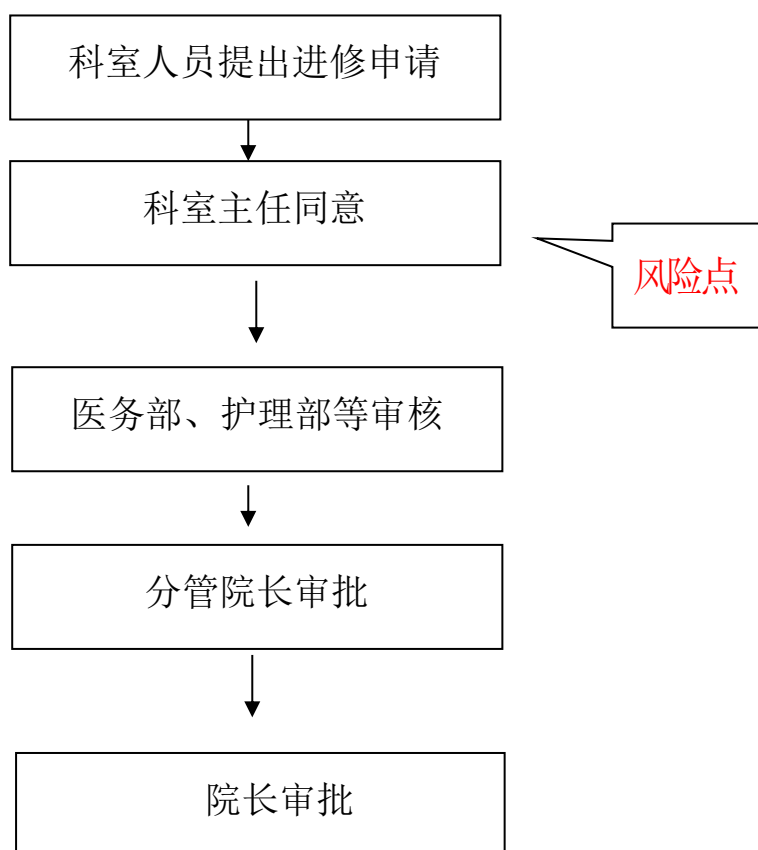 科室人员提出进修申请
科室主任同意
风险点
医务部、护理部等审核
分管院长审批
院长审批